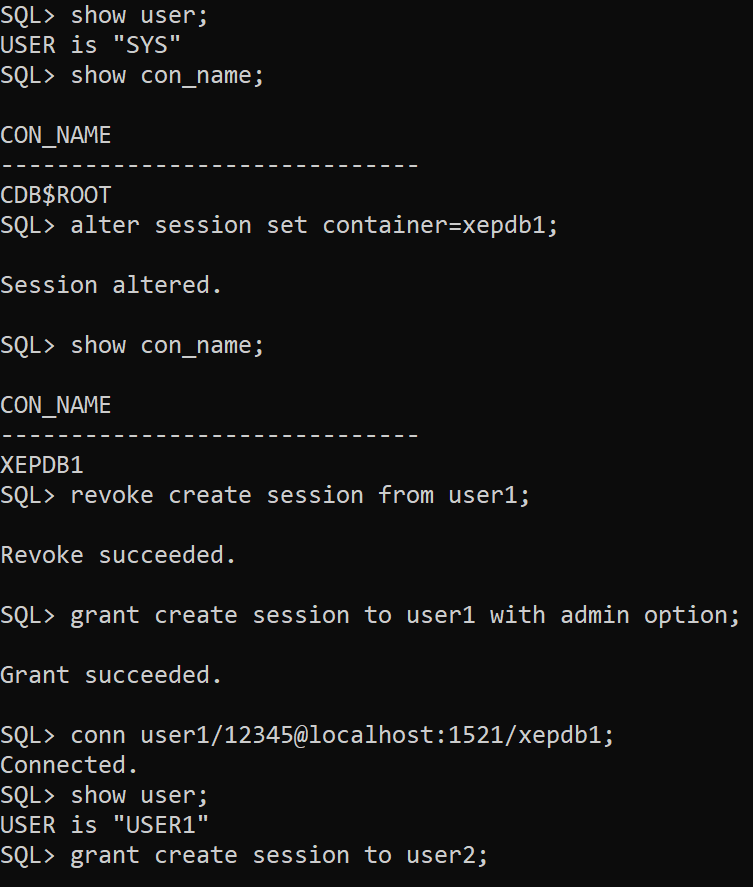 SQL> show user;
USER is "SYS"
SQL> show con_name;
CON_NAME
------------------------------
CDB$ROOT
SQL> alter session set container=xepdb1;
Session altered.
SQL> show con_name;
CON_NAME
------------------------------
XEPDB1
SQL> revoke create session from user1;
Revoke succeeded.
SQL> grant create session to user1 with admin option;
Grant succeeded.
SQL> conn user1/12345@localhost:1521/xepdb1;
Connected.
SQL> show user;
USER is "USER1"
SQL> grant create session to user2;